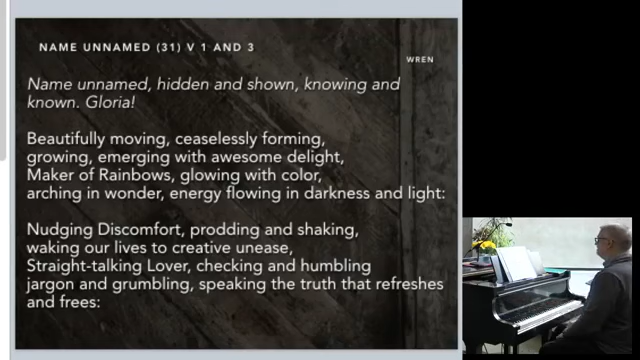 NAME UNNAMED (31) V 1 AND 3
WREN
Name unnamed, hidden and shown, knowing and
known. Gloria!
Beautifully moving, ceaselessly forming,
growing, emerging with awesome delight,
Maker of Rainbows, glowing with color,
arching in wonder, energy flowing in darkness and light:
Nudging Discomfort, prodding and shaking,
waking our lives to creative unease,
Straight-talking Lover, checking and humbling
jargon and grumbling, speaking the truth that refreshes
and frees: